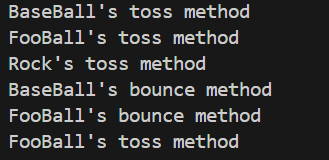 BaseBall's toss method
FooBall's toss method
Rock's toss method
BaseBall's bounce method
FooBall's bounce method
FooBall's toss method